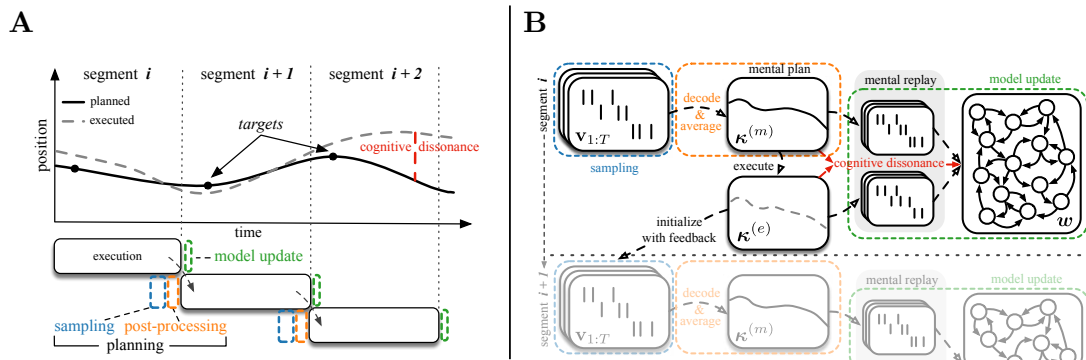 A
segment i
segment i + 1
segment i + 2
planned
executed
targets
cognitive dissonance
position
time
execution
model update
sampling
post-processing
planning
B
segment i
v1:T
sampling
decode
& average
mental plan
κ(m)
mental replay
model update
execute
cognitive dissonance
κ(e)
initialize
with feedback
w
segment i + 1
v1:T
decode
& average
κ(m)
mental replay
model update